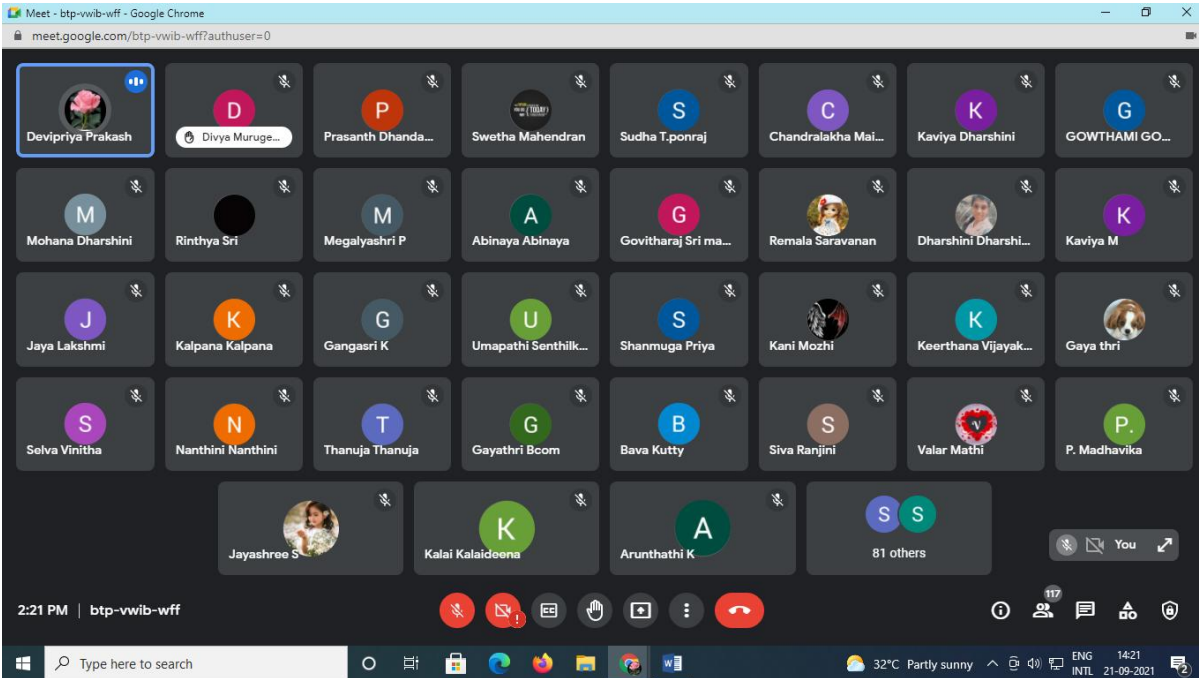 Meet - btp-vwib-wff - Google Chrome
meet.google.com/btp-vwib-wff?authuser=0
Devipriya Prakash
D
Divya Muruge...
P
Prasanth Dhanda...
TODAY
Swetha Mahendran
S
Sudha T.ponraj
C
Chandralakha Mai...
K
Kaviya Dharshini
G
GOWTHAMI GO...
M
Mohana Dharshini
Rinthya Sri
M
Megalyashri P
A
Abinaya Abinaya
G
Govitharaj Sri ma...
Remala Saravanan
Dharshini Dharshi...
K
Kaviya M
J
Jaya Lakshmi
K
Kalpana Kalpana
G
Gangasri K
U
Umapathi Senthilk...
S
Shanmuga Priya
Kani Mozhi
K
Keerthana Vijayak...
Gaya thri
S
Selva Vinitha
N
Nanthini Nanthini
T
Thanuja Thanuja
G
Gayathri Bcom
B
Bava Kutty
S
Siva Ranjini
V
Valar Mathi
P.
P. Madhavika
Jayashree S
K
Kalai Kalaideena
A
Arunthathi K
S S
81 others
You
2:21 PM | btp-vwib-wff
CC
117
Type here to search
W
32°C Partly sunny
ENG
INTL
14:21
21-09-2021
2